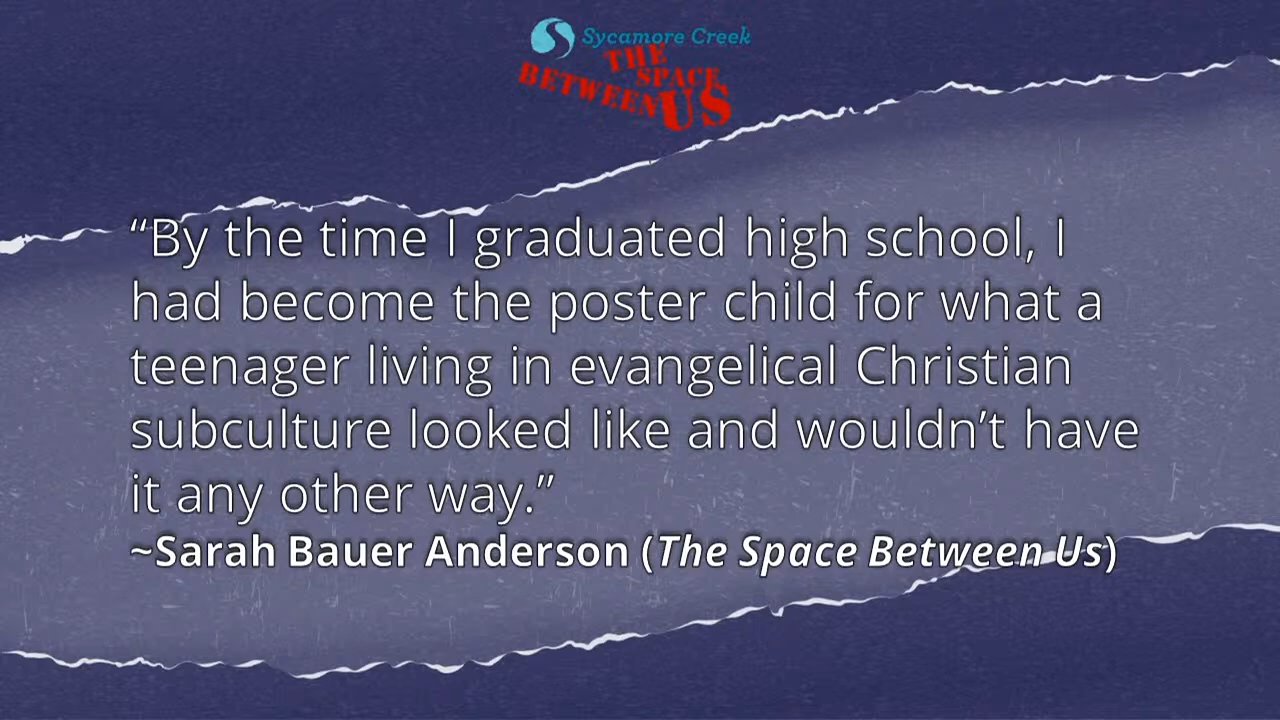 Sycamore Creek
THE
SPACE
BETWEEN US
“By the time I graduated high school, I
had become the poster child for what a
teenager living in evangelical Christian
subculture looked like and wouldn’t have
it any other way.”
~Sarah Bauer Anderson (The Space Between Us)